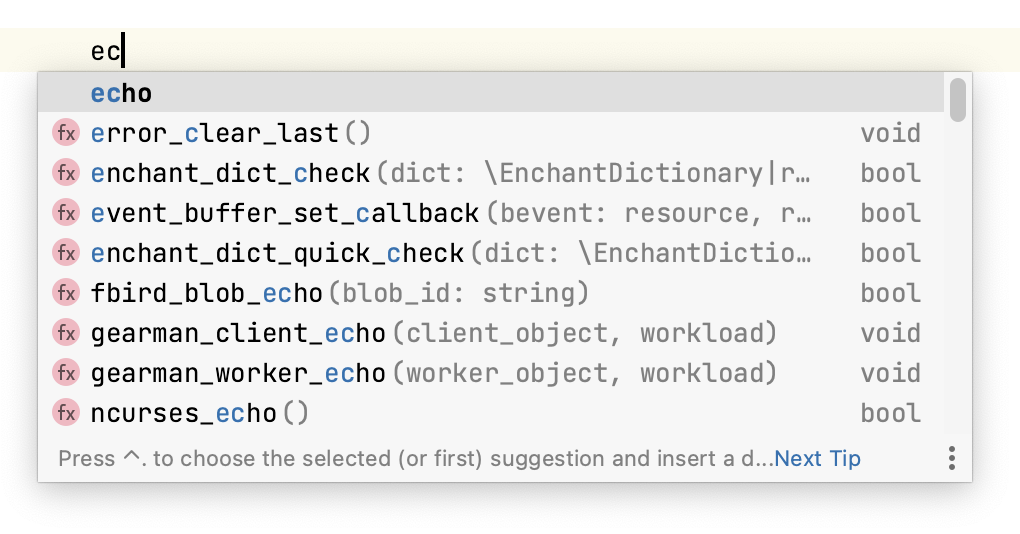 ec
echo
fx error_clear_last() void
fx enchant_dict_check(dict: \EnchantDictionary|r… bool
fx event_buffer_set_callback(bevent: resource, r… bool
fx enchant_dict_quick_check(dict: \EnchantDictio… bool
fx fbird_blob_echo(blob_id: string) bool
fx gearman_client_echo(client_object, workload) void
fx gearman_worker_echo(worker_object, workload) void
fx ncurses_echo() bool
Press ^. to choose the selected (or first) suggestion and insert a d...Next Tip